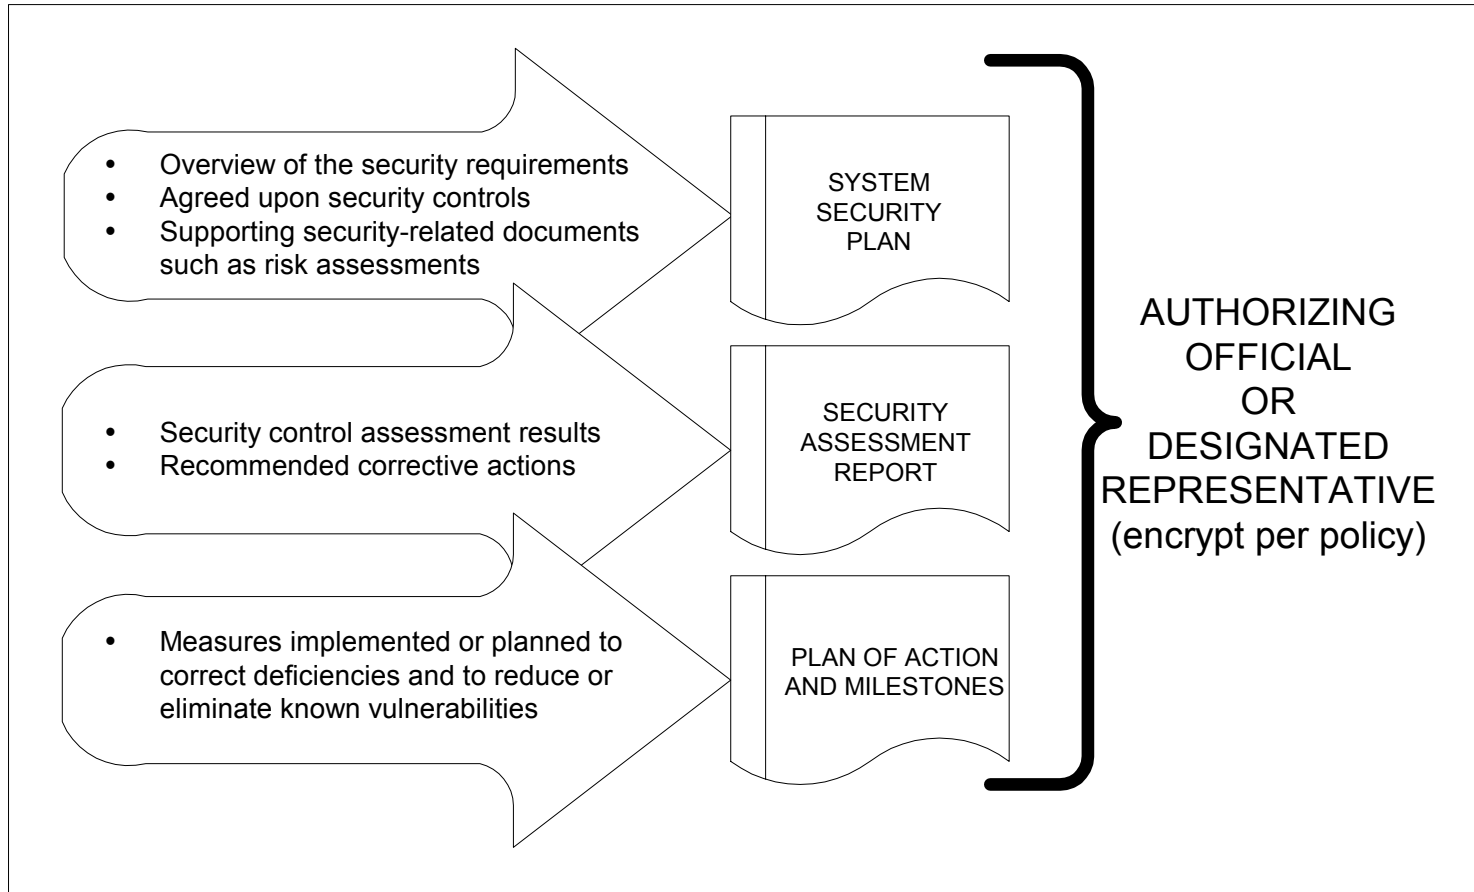 • Overview of the security requirements
• Agreed upon security controls
• Supporting security-related documents
such as risk assessments
SYSTEM
SECURITY
PLAN
• Security control assessment results
• Recommended corrective actions
SECURITY
ASSESSMENT
REPORT
• Measures implemented or planned to
correct deficiencies and to reduce or
eliminate known vulnerabilities
PLAN OF ACTION
AND MILESTONES
AUTHORIZING
OFFICIAL
OR
DESIGNATED
REPRESENTATIVE
(encrypt per policy)